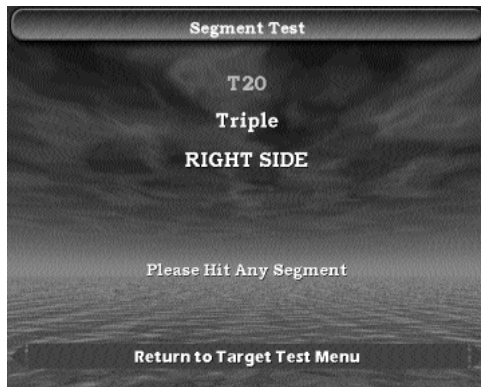 Segment Test
T20
Triple
RIGHT SIDE
Please Hit Any Segment
Return to Target Test Menu